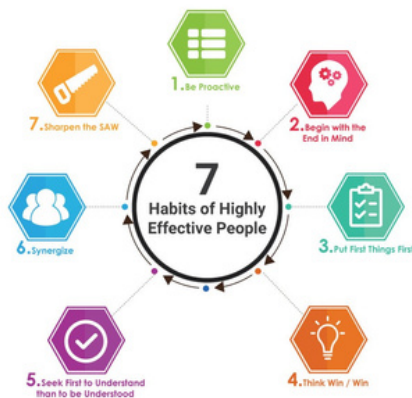 1.Be Proactive
2.Begin with the
End in Mind
3.Put First Things First
4.Think Win / Win
5.Seek First to Understand
than to be Understood
6.Synergize
7.Sharpen the SAW
7
Habits of Highly
Effective People